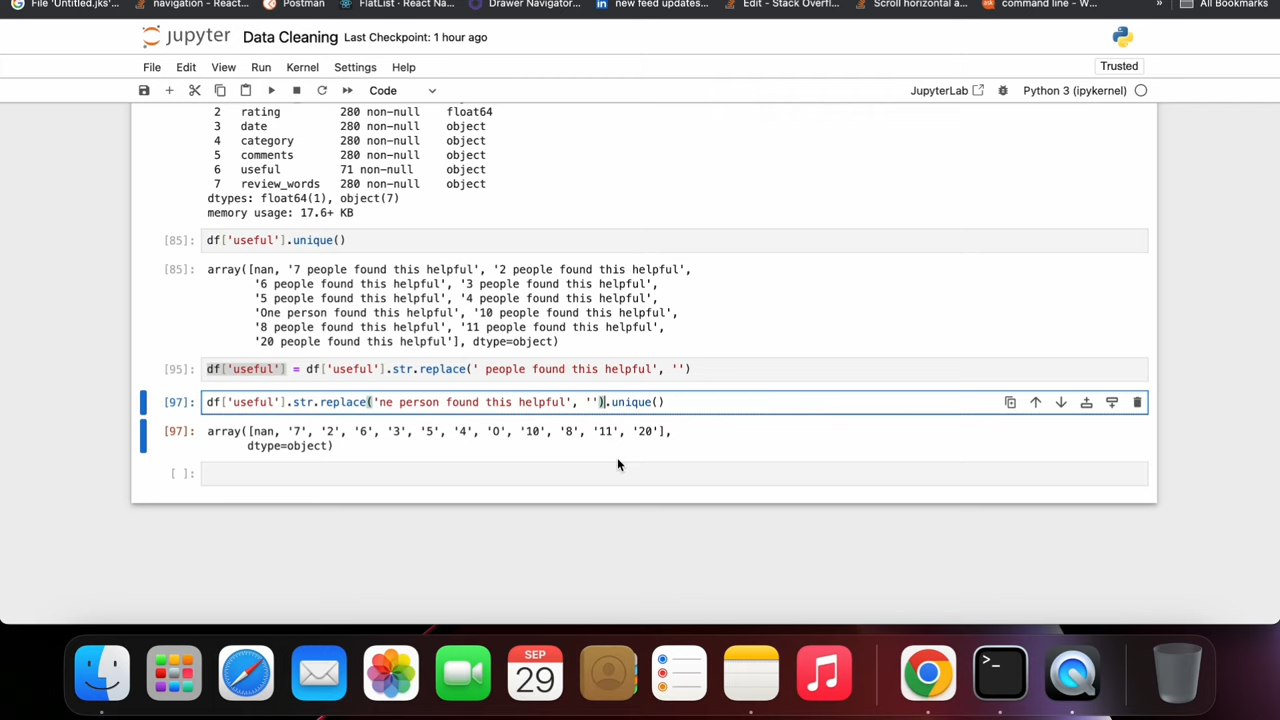 File 'Untitled.jks'... navigation - React... Postman FlatList · React Na... Drawer Navigator... new feed updates... Edit - Stack Overfl... Scroll horizontal a... command line - W... » All Bookmarks
jupyter Data Cleaning Last Checkpoint: 1 hour ago
File Edit View Run Kernel Settings Help Trusted
Code JupyterLab Python 3 (ipykernel)
2 rating 280 non-null float64
3 date 280 non-null object
4 category 280 non-null object
5 comments 280 non-null object
6 useful 71 non-null object
7 review_words 280 non-null object
dtypes: float64(1), object(7)
memory usage: 17.6+ KB
[85]: df['useful'].unique()
[85]: array([nan, '7 people found this helpful', '2 people found this helpful',
'6 people found this helpful', '3 people found this helpful',
'5 people found this helpful', '4 people found this helpful',
'One person found this helpful', '10 people found this helpful',
'8 people found this helpful', '11 people found this helpful',
'20 people found this helpful'], dtype=object)
[95]: df['useful'] = df['useful'].str.replace(' people found this helpful', '')
[97]: df['useful'].str.replace('ne person found this helpful', '').unique()
[97]: array([nan, '7', '2', '6', '3', '5', '4', 'O', '10', '8', '11', '20'],
dtype=object)
[ ]:
SEP
29
>_